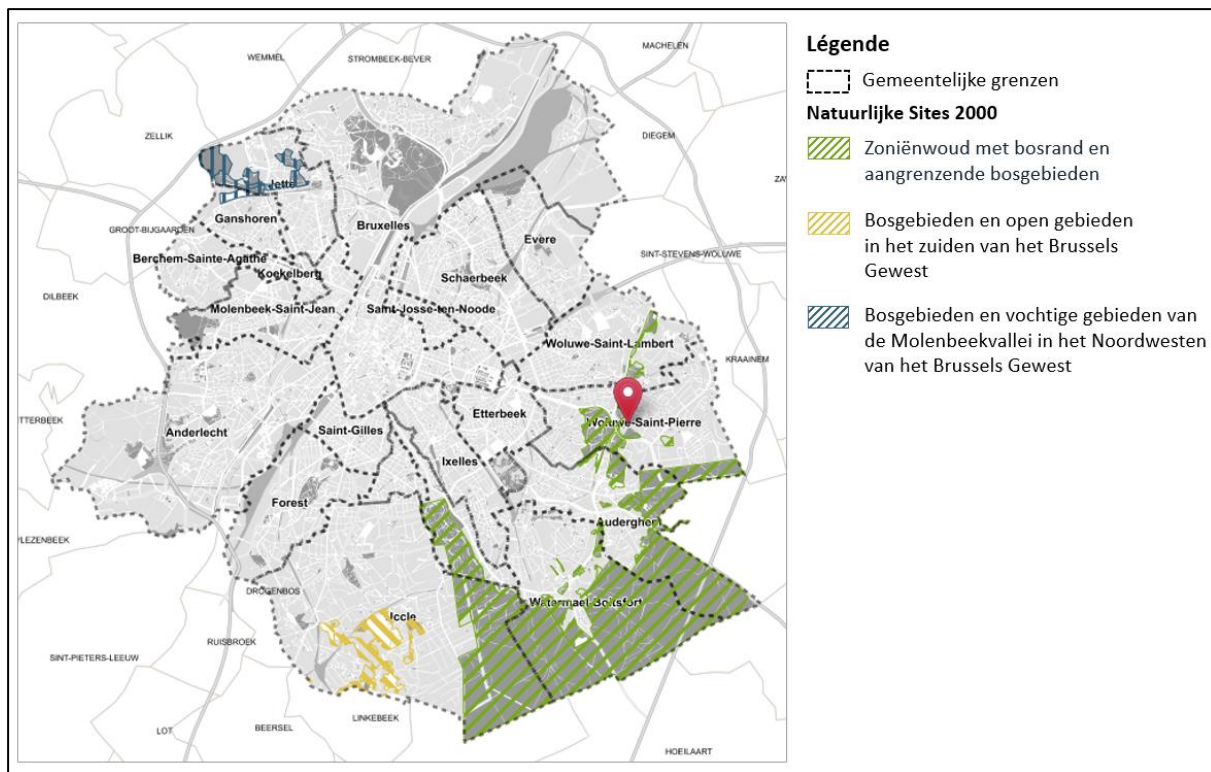 WEMMEL
STROMBEEK-BEVER
MACHELEN
ZELLIK
DIEGEM
Jette
Ganshoren
GROOT-BIJGAARDEN
Bruxelles
Evere
SINT-STEVENS-WOLUWE
Berchem-Sainte-Agathe
Koekelberg
Schaerbeek
DILBEEK
Molenbeek-Saint-Jean
Saint-Josse-ten-Noode
Woluwe-Saint-Lambert
KRAAINEM
Etterbeek
Woluwe-Saint-Pierre
ITTERBEEK
Anderlecht
Saint-Gilles
Ixelles
Forest
Auderghem
VLEZENBEEK
DROGENBOS
Watermael-Boitsfort
Uccle
RUISBROEK
SINT-PIETERS-LEEUW
LINKEBEEK
LOT
BEERSEL
HOEILAART
Légende
Gemeentelijke grenzen
Natuurlijke Sites 2000
Zoniënwoud met bosrand en
aangrenzende bosgebieden
Bosgebieden en open gebieden
in het zuiden van het Brussels
Gewest
Bosgebieden en vochtige gebieden van
de Molenbeekvallei in het Noordwesten
van het Brussels Gewest